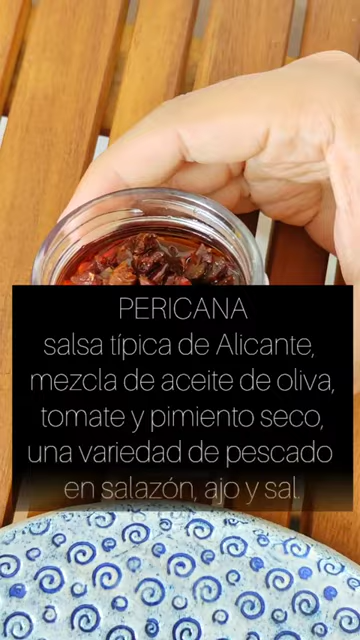 PERICANA
salsa típica de Alicante,
mezcla de aceite de oliva,
tomate y pimiento seco,
una variedad de pescado
en salazón, ajo y sal.